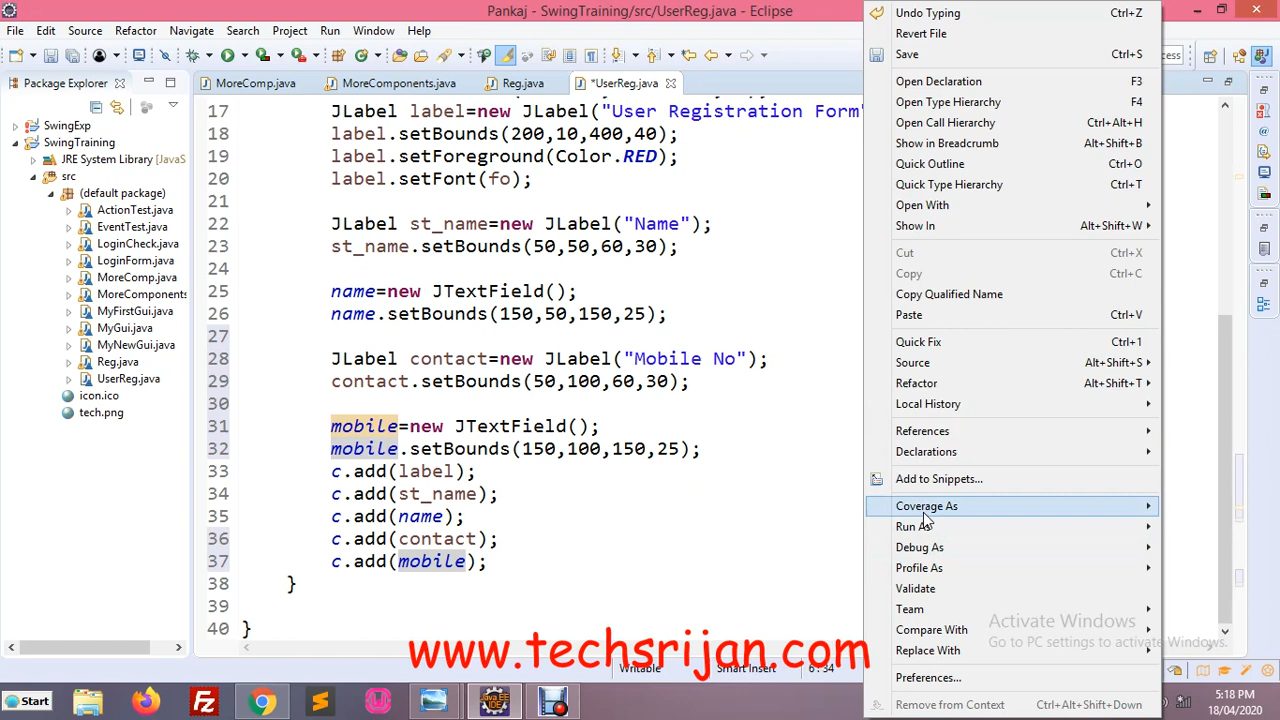 Pankaj - SwingTraining/src/UserReg.java - Eclipse
File Edit Source Refactor Navigate Search Project Run Window Help
Package Explorer
MoreComp.java MoreComponents.java Reg.java *UserReg.java
SwingExp
SwingTraining
JRE System Library [JavaS
src
(default package)
ActionTest.java
EventTest.java
LoginCheck.java
LoginForm.java
MoreComp.java
MoreComponents
MyFirstGui.java
MyGui.java
MyNewGui.java
Reg.java
UserReg.java
icon.ico
tech.png
17 JLabel label=new JLabel("User Registration Form"
18 label.setBounds(200,10,400,40);
19 label.setForeground(Color.RED);
20 label.setFont(fo);
21
22 JLabel st_name=new JLabel("Name");
23 st_name.setBounds(50,50,60,30);
24
25 name=new JTextField();
26 name.setBounds(150,50,150,25);
27
28 JLabel contact=new JLabel("Mobile No");
29 contact.setBounds(50,100,60,30);
30
31 mobile=new JTextField();
32 mobile.setBounds(150,100,150,25);
33 c.add(label);
34 c.add(st_name);
35 c.add(name);
36 c.add(contact);
37 c.add(mobile);
38 }
39
40 }
Undo Typing Ctrl+Z
Revert File
Save Ctrl+S
Open Declaration F3
Open Type Hierarchy F4
Open Call Hierarchy Ctrl+Alt+H
Show in Breadcrumb Alt+Shift+B
Quick Outline Ctrl+O
Quick Type Hierarchy Ctrl+T
Open With
Show In Alt+Shift+W
Cut Ctrl+X
Copy Ctrl+C
Copy Qualified Name
Paste Ctrl+V
Quick Fix Ctrl+1
Source Alt+Shift+S
Refactor Alt+Shift+T
Local History
References
Declarations
Add to Snippets...
Coverage As
Run As
Debug As
Profile As
Validate
Team
Compare With
Replace With
Preferences...
Remove from Context Ctrl+Alt+Shift+Down
cess
Activate Windows
Go to PC settings to activate Windows.
www.techsrijan.com
Writable Smart Insert 6:34
Start
Java EE
IDE
5:18 PM
18/04/2020